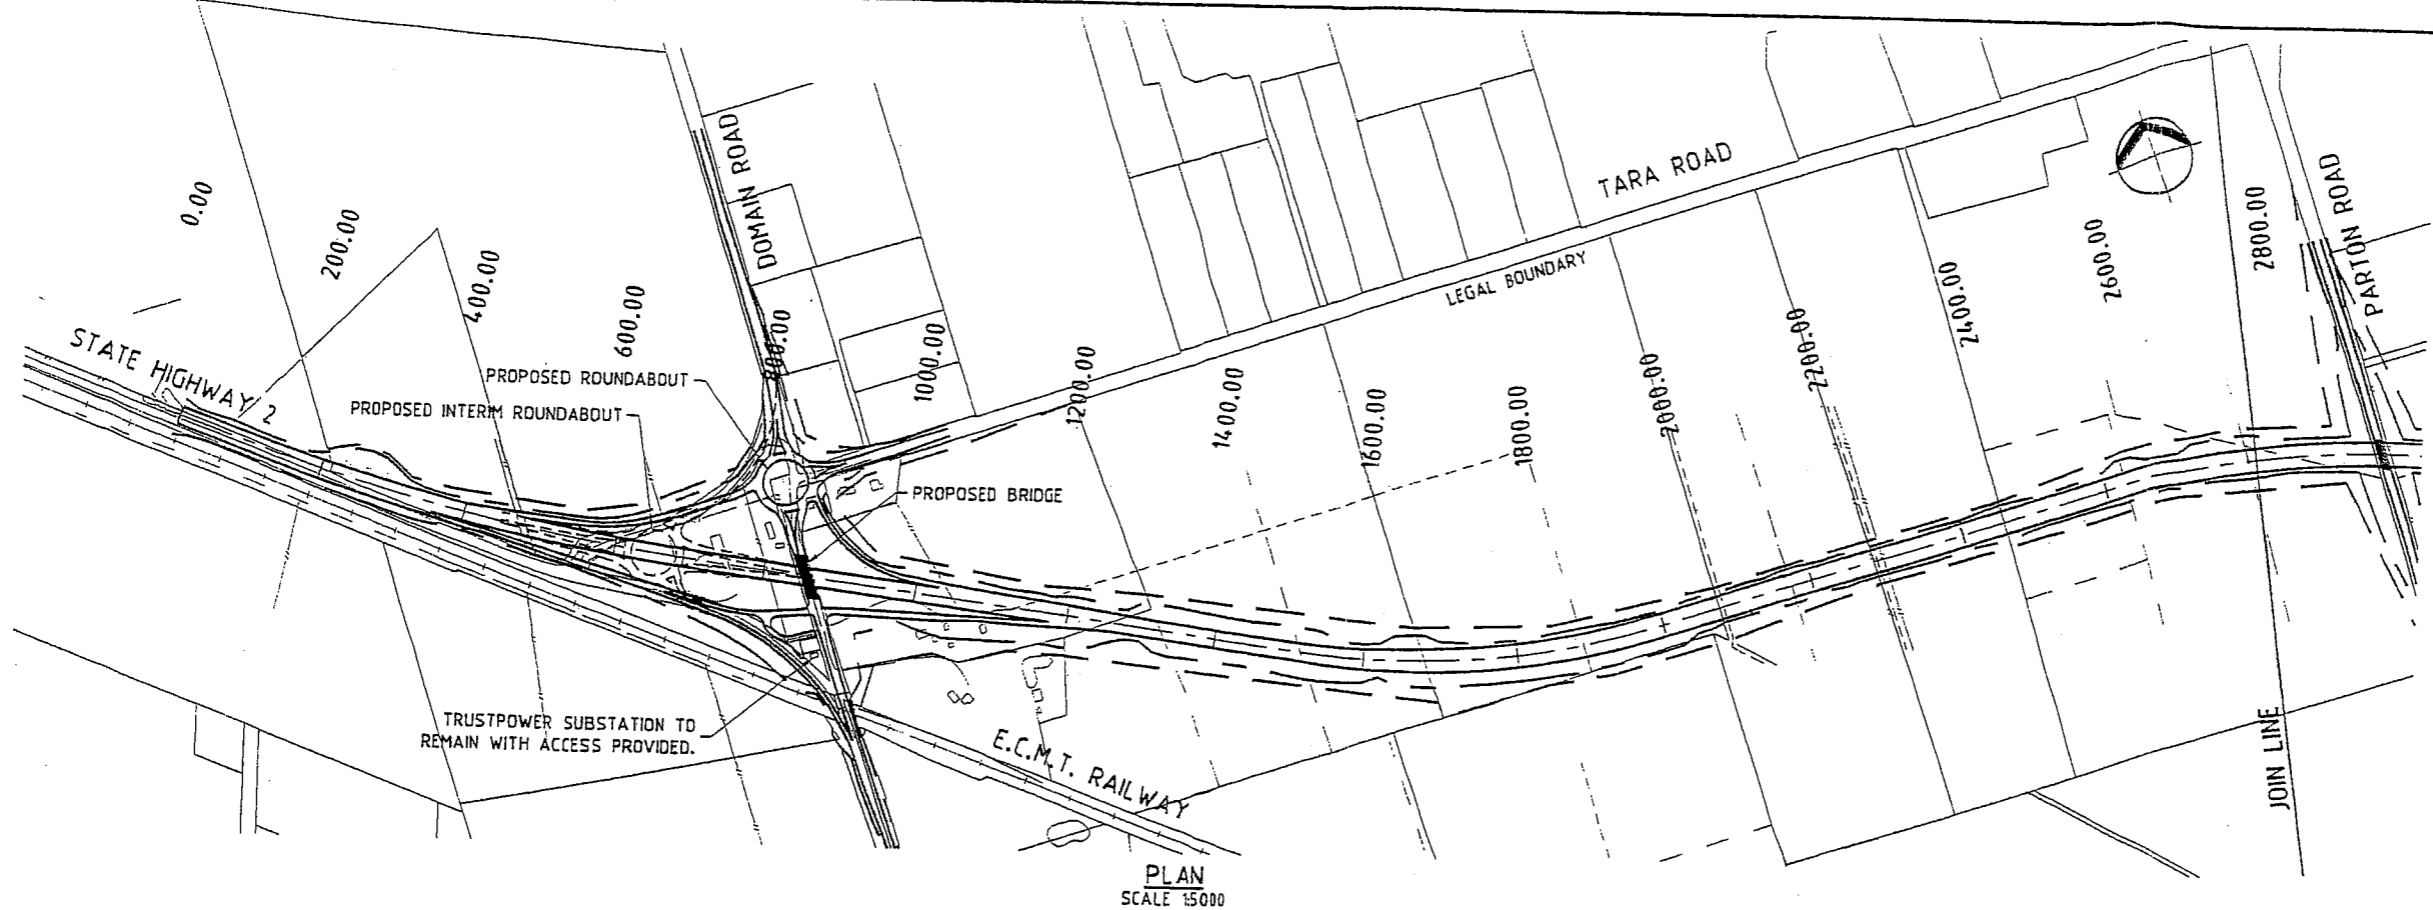 DOMAIN ROAD
TARA ROAD
LEGAL BOUNDARY
PARTON ROAD
0.00
200.00
400.00
600.00
800.00
1000.00
1200.00
1400.00
1600.00
1800.00
2000.00
2200.00
2400.00
2600.00
2800.00
STATE HIGHWAY 2
PROPOSED ROUNDABOUT
PROPOSED INTERIM ROUNDABOUT
PROPOSED BRIDGE
TRUSTPOWER SUBSTATION TO
REMAIN WITH ACCESS PROVIDED.
E.C.M.T. RAILWAY
JOIN LINE
PLAN
SCALE 1:5000